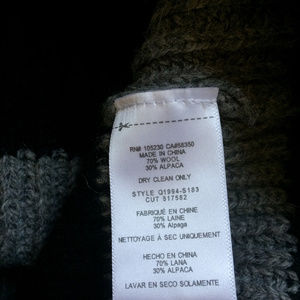 RN# 105230 CA#58350
MADE IN CHINA
70% WOOL
30% ALPACA
DRY CLEAN ONLY
STYLE Q1994-S183
CUT 817582
FABRIQUÉ EN CHINE
70% LAINE
30% Alpaga
NETTOYAGE À SEC UNIQUEMENT
HECHO EN CHINA
70% LANA
30% ALPACA
LAVAR EN SECO SOLAMENTE